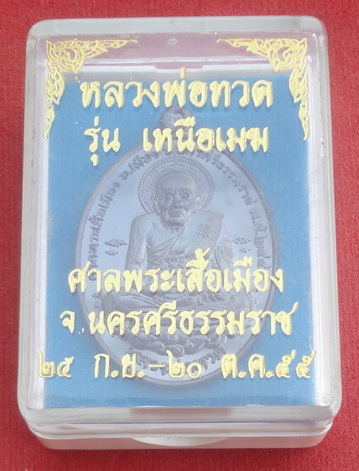 หลวงพ่อทวด
รุ่น เหนือเมฆ
ศาลพระเสื้อเมือง
จ.นครศรีธรรมราช
๒๕ ก.ย.-๒๐ ต.ค.๕๕